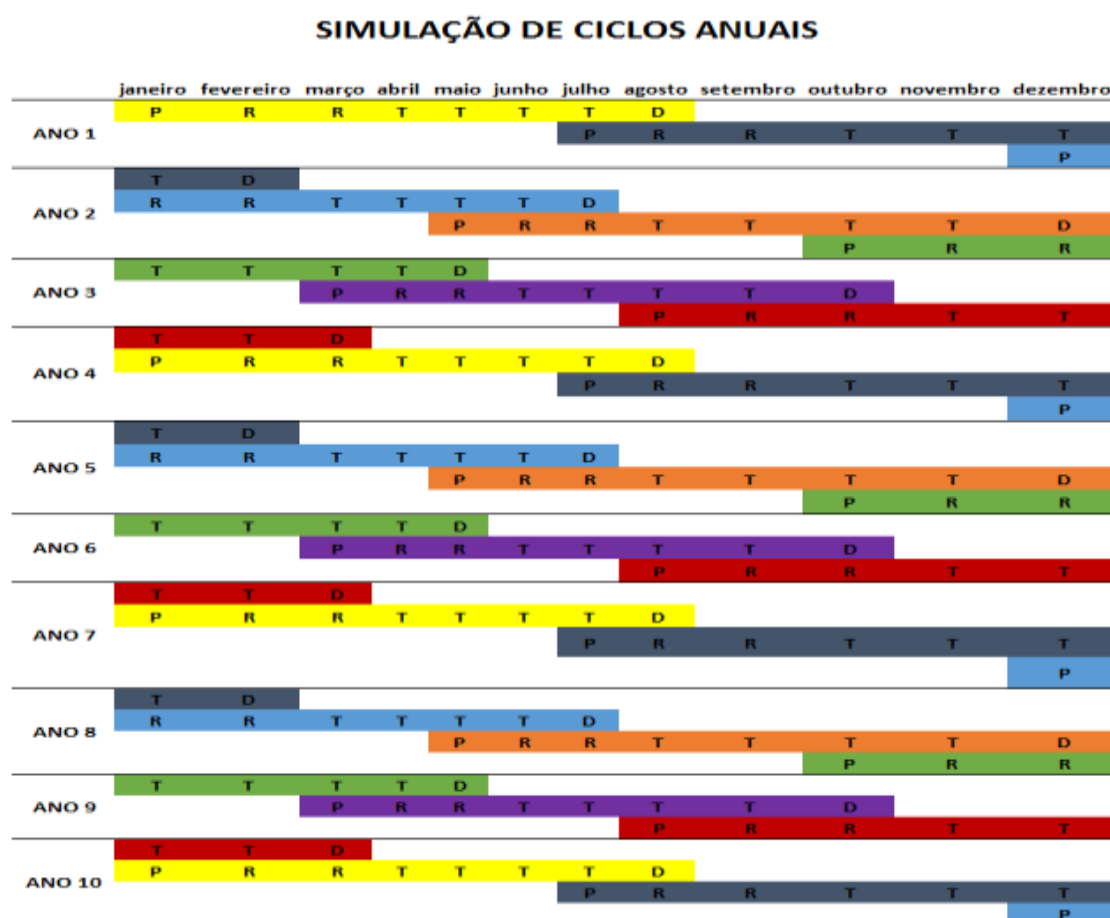 SIMULAÇÃO DE CICLOS ANUAIS
janeiro fevereiro março abril maio junho julho agosto setembro outubro novembro dezembro
ANO 1
P R R T T T T D
P R R T T T
P
ANO 2
T D
R R T T T T D
P R R T T T T D
P R R
ANO 3
T T T T D
P R R T T T T D
P R R T T
ANO 4
T T D
P R R T T T T D
P R R T T T
P
ANO 5
T D
R R T T T T D
P R R T T T T D
P R R
ANO 6
T T T T D
P R R T T T T D
P R R T T
ANO 7
T T D
P R R T T T T D
P R R T T T
P
ANO 8
T D
R R T T T T D
P R R T T T T D
P R R
ANO 9
T T T T D
P R R T T T T D
P R R T T
ANO 10
T T D
P R R T T T T D
P R R T T T
P